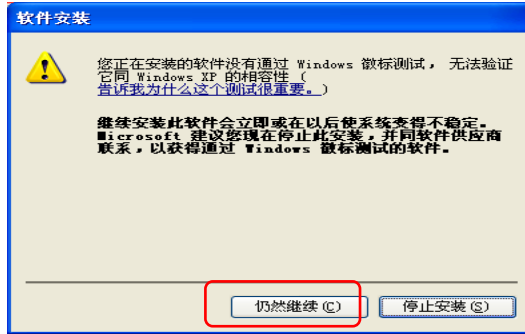 软件安装
您正在安装的软件没有通过 Windows 徽标测试， 无法验证
它同 Windows XP 的相容性 (
告诉我为什么这个测试很重要。)
继续安装此软件会立即或在以后使系统变得不稳定。
Microsoft 建议您现在停止此安装，并同软件供应商
联系，以获得通过 Windows 徽标测试的软件。
仍然继续(C)
停止安装(S)